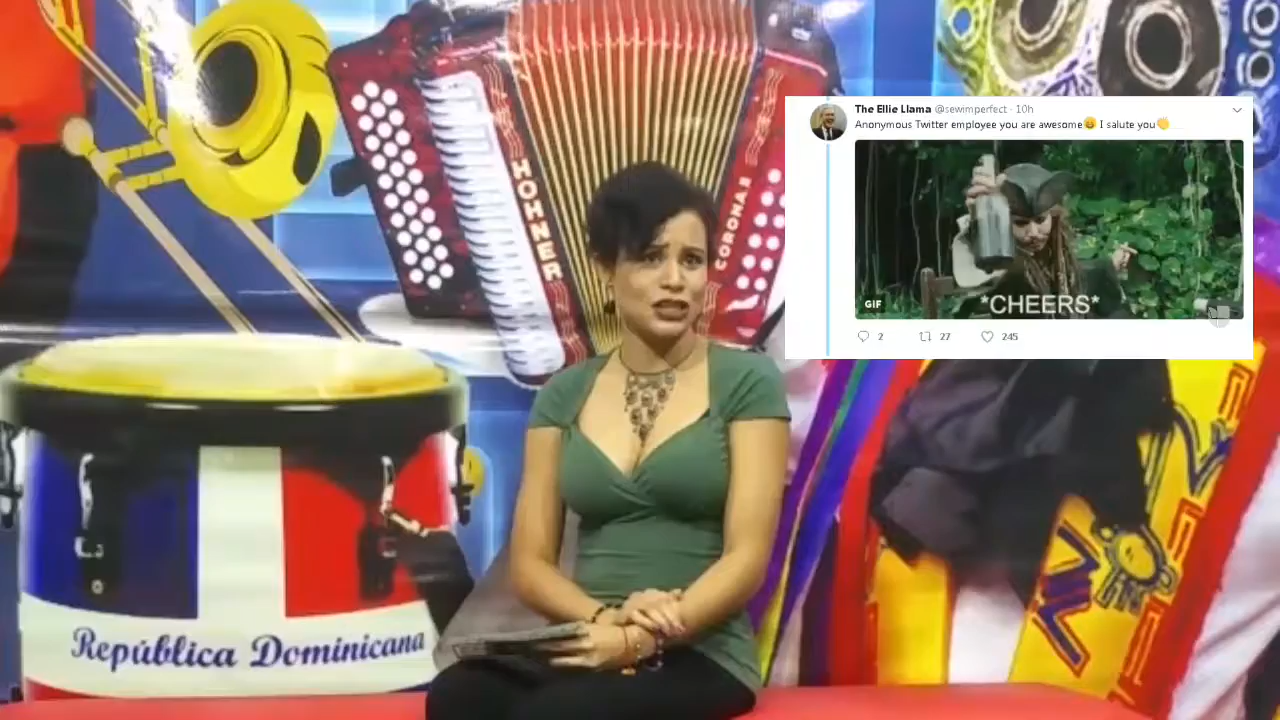 HOHNER
CORONA II
The Ellie Llama @sewimperfect · 10h
Anonymous Twitter employee you are awesome😀 I salute you👏
GIF
*CHEERS*
2 27 245
República Dominicana